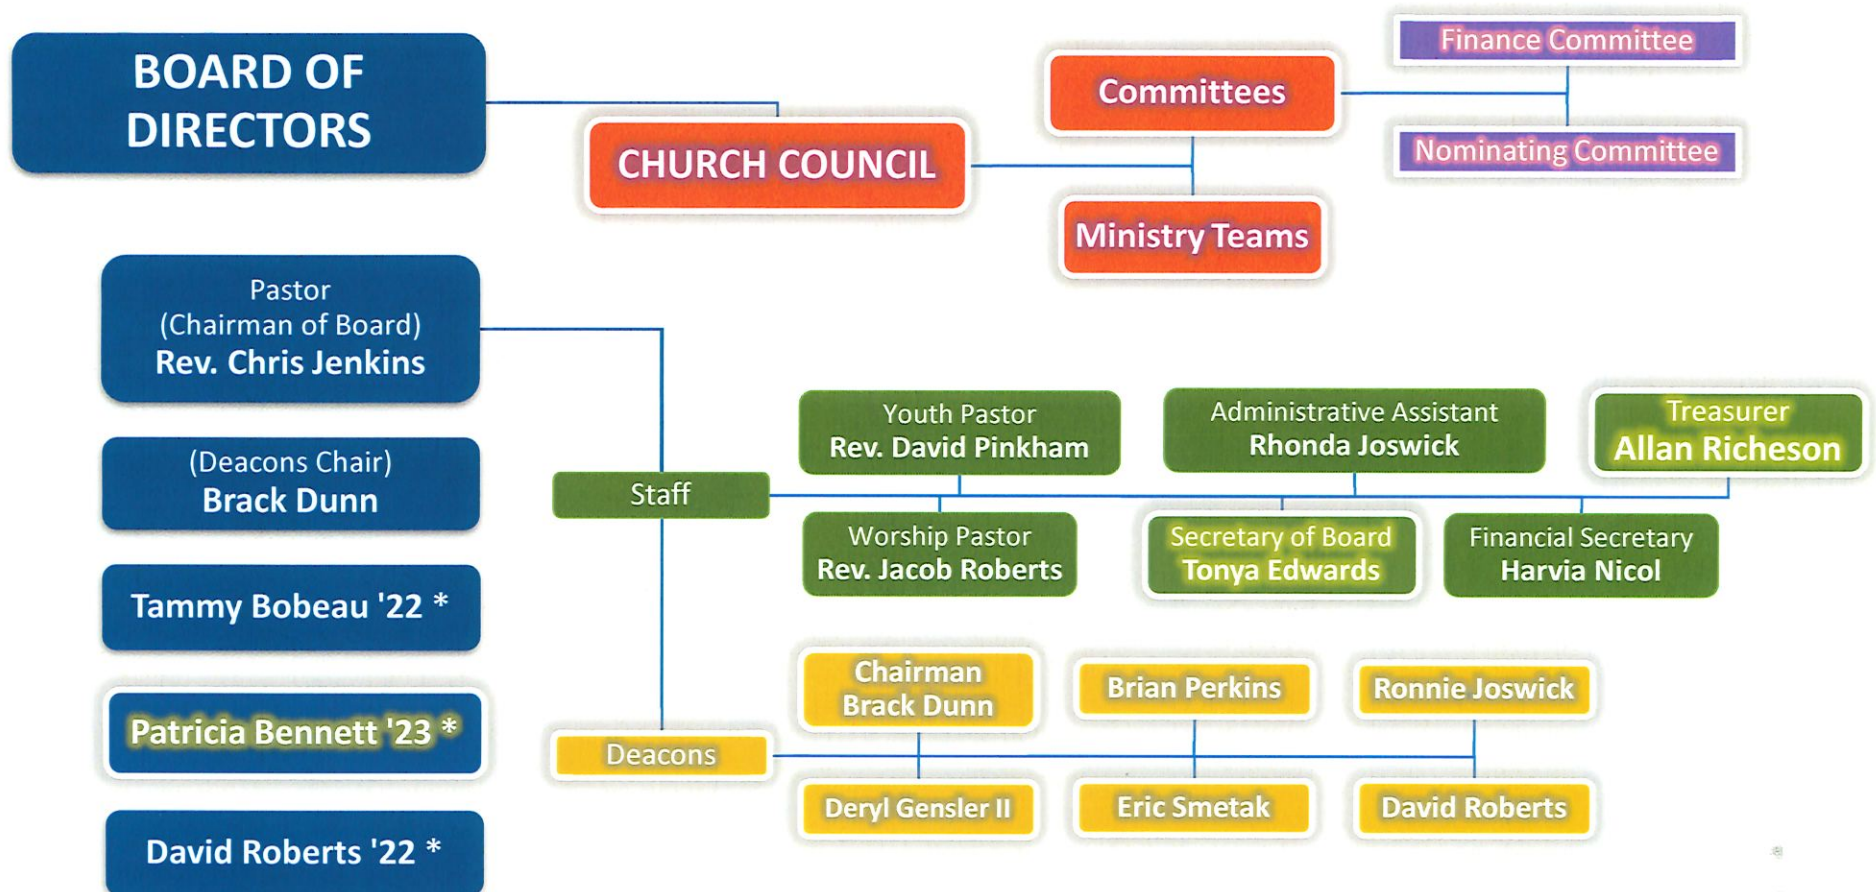 BOARD OF
DIRECTORS
CHURCH COUNCIL
Committees
Ministry Teams
Finance Committee
Nominating Committee
Pastor
(Chairman of Board)
Rev. Chris Jenkins
(Deacons Chair)
Brack Dunn
Tammy Bobeau '22 *
Patricia Bennett '23 *
David Roberts '22 *
Staff
Youth Pastor
Rev. David Pinkham
Administrative Assistant
Rhonda Joswick
Treasurer
Allan Richeson
Worship Pastor
Rev. Jacob Roberts
Secretary of Board
Tonya Edwards
Financial Secretary
Harvia Nicol
Deacons
Chairman
Brack Dunn
Brian Perkins
Ronnie Joswick
Deryl Gensler II
Eric Smetak
David Roberts